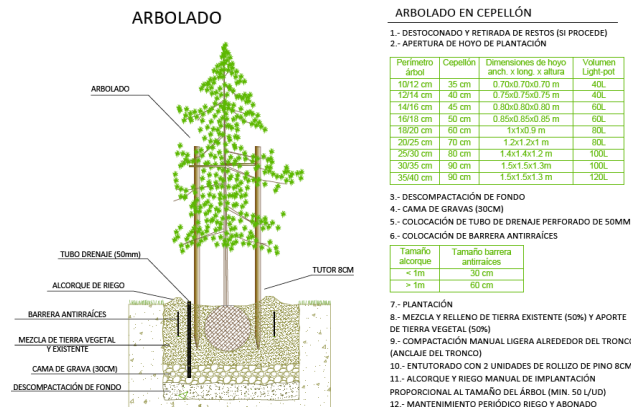 ARBOLADO
ARBOLADO
TUBO DRENAJE (50mm)
TUTOR 8CM
ALCORQUE DE RIEGO
BARRERA ANTIRRAÍCES
MEZCLA DE TIERRA VEGETAL
Y EXISTENTE
CAMA DE GRAVA (30CM)
DESCOMPACTACIÓN DE FONDO
ARBOLADO EN CEPELLÓN
1.- DESTOCONADO Y RETIRADA DE RESTOS (SI PROCEDE)
2.- APERTURA DE HOYO DE PLANTACIÓN
Perímetro árbol Cepellón Dimensiones de hoyo anch. x long. x altura Volumen Light-pot
10/12 cm 35 cm 0.70x0.70x0.70 m 40L
12/14 cm 40 cm 0.75x0.75x0.75 m 40L
14/16 cm 45 cm 0.80x0.80x0.80 m 60L
16/18 cm 50 cm 0.85x0.85x0.85 m 60L
18/20 cm 60 cm 1x1x0.9 m 80L
20/25 cm 70 cm 1.2x1.2x1 m 80L
25/30 cm 80 cm 1.4x1.4x1.2 m 100L
30/35 cm 90 cm 1.5x1.5x1.3m 100L
35/40 cm 90 cm 1.5x1.5x1.3 m 120L
3.- DESCOMPACTACIÓN DE FONDO
4.- CAMA DE GRAVAS (30CM)
5.- COLOCACIÓN DE TUBO DE DRENAJE PERFORADO DE 50MM
6.- COLOCACIÓN DE BARRERA ANTIRRAÍCES
Tamaño alcorque Tamaño barrera antirraíces
< 1m 30 cm
> 1m 60 cm
7.- PLANTACIÓN
8.- MEZCLA Y RELLENO DE TIERRA EXISTENTE (50%) Y APORTE
DE TIERRA VEGETAL (50%)
9.- COMPACTACIÓN MANUAL LIGERA ALREDEDOR DEL TRONCO
(ANCLAJE DEL TRONCO)
10.- ENTUTORADO CON 2 UNIDADES DE ROLLIZO DE PINO 8CM
11.- ALCORQUE Y RIEGO MANUAL DE IMPLANTACIÓN
PROPORCIONAL AL TAMAÑO DEL ÁRBOL (MIN. 50 L/UD)
12.- MANTENIMIENTO PERIÓDICO RIEGO Y ABONADO